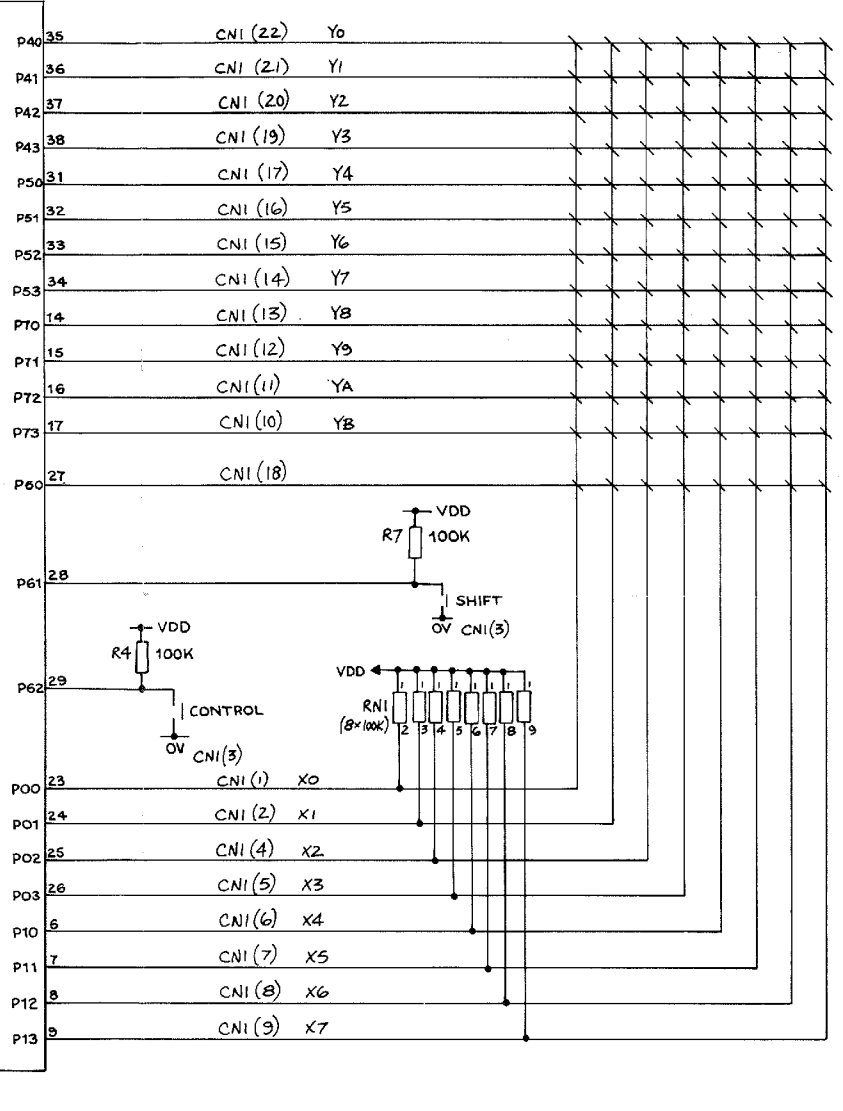 P40 35 CN1 (22) Y0
P41 36 CN1 (21) Y1
P42 37 CN1 (20) Y2
P43 38 CN1 (19) Y3
P50 31 CN1 (17) Y4
P51 32 CN1 (16) Y5
P52 33 CN1 (15) Y6
P53 34 CN1 (14) Y7
P70 14 CN1 (13) Y8
P71 15 CN1 (12) Y9
P72 16 CN1 (11) YA
P73 17 CN1 (10) YB
P60 27 CN1 (18)
VDD
R7 100K
P61 28
SHIFT
0V CN1(3)
VDD
R4 100K
P62 29
CONTROL
0V CN1(3)
VDD
1 1 1 1 1 1 1 1
RN1
(8×100K)
2 3 4 5 6 7 8 9
P00 23 CN1 (1) X0
P01 24 CN1 (2) X1
P02 25 CN1 (4) X2
P03 26 CN1 (5) X3
P10 6 CN1 (6) X4
P11 7 CN1 (7) X5
P12 8 CN1 (8) X6
P13 9 CN1 (9) X7